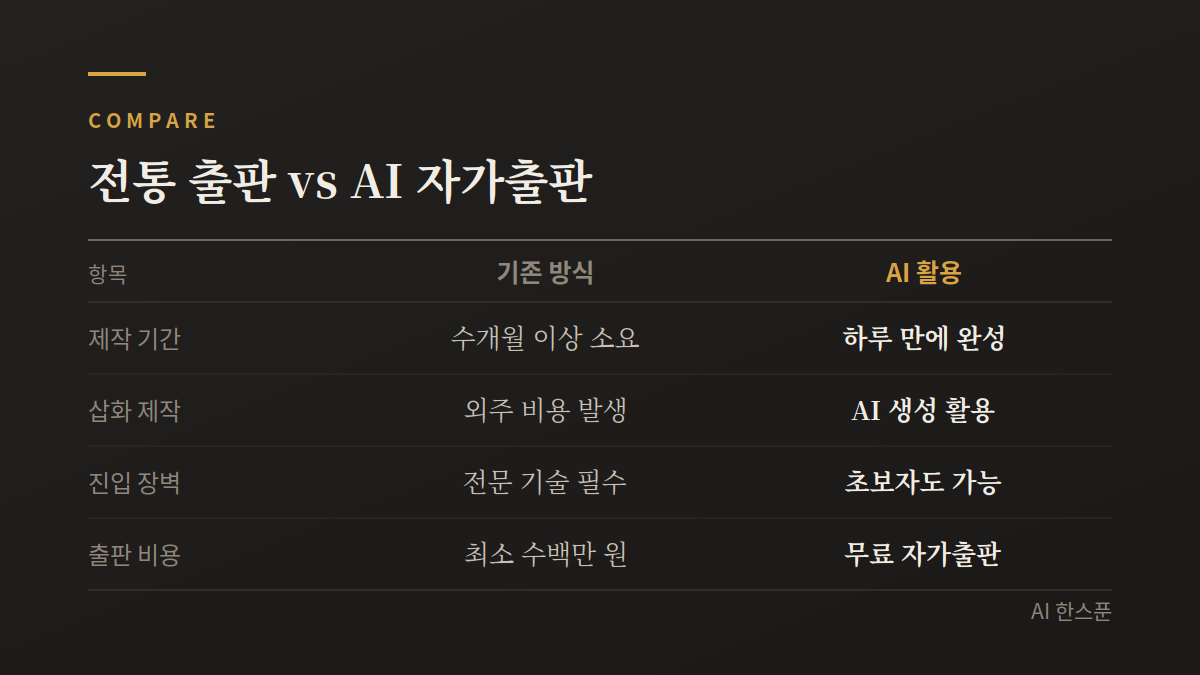 COMPARE
전통 출판 vs AI 자가출판
항목 기존 방식 AI 활용
제작 기간 수개월 이상 소요 하루 만에 완성
삽화 제작 외주 비용 발생 AI 생성 활용
진입 장벽 전문 기술 필수 초보자도 가능
출판 비용 최소 수백만 원 무료 자가출판
AI 한스푼